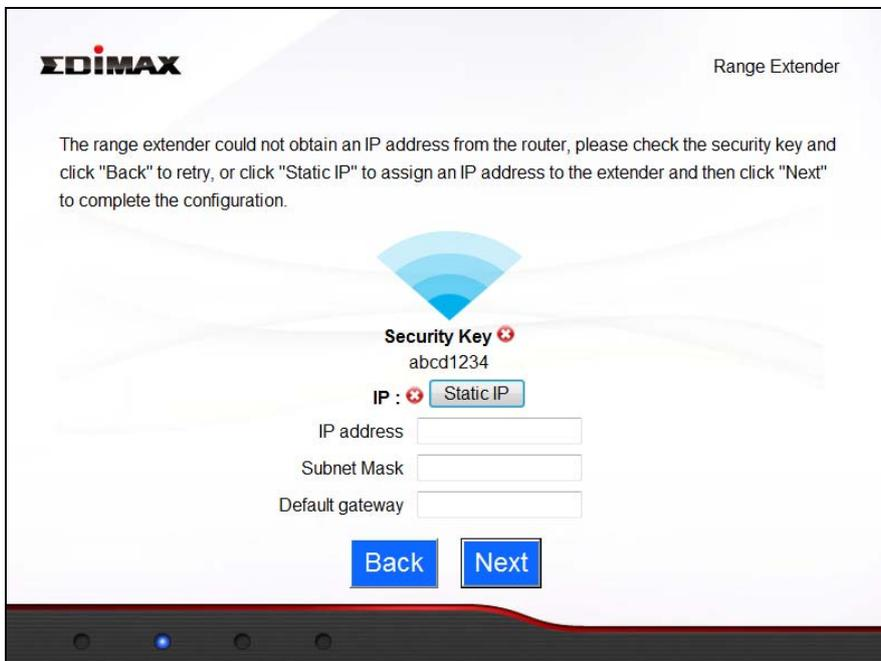 EDIMAX
Range Extender
The range extender could not obtain an IP address from the router, please check the security key and
click "Back" to retry, or click "Static IP" to assign an IP address to the extender and then click "Next"
to complete the configuration.
Security Key
abcd1234
IP : Static IP
IP address
Subnet Mask
Default gateway
Back Next